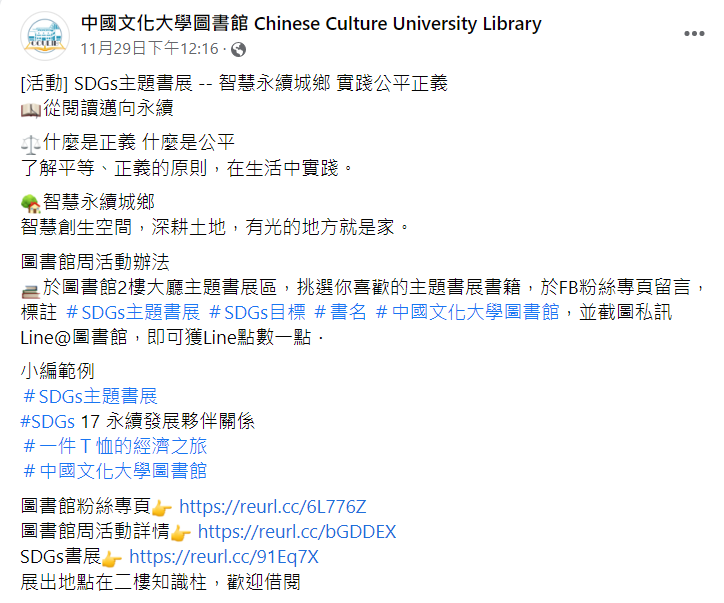 中國文化大學圖書館 Chinese Culture University Library
11月29日下午12:16 ·
[活動] SDGs主題書展 -- 智慧永續城鄉 實踐公平正義
📖從閱讀邁向永續
⚖️什麼是正義 什麼是公平
了解平等、正義的原則，在生活中實踐。
🏡智慧永續城鄉
智慧創生空間，深耕土地，有光的地方就是家。
圖書館周活動辦法
📚於圖書館2樓大廳主題書展區，挑選你喜歡的主題書展書籍，於FB粉絲專頁留言，
標註 ＃SDGs主題書展 ＃SDGs目標 ＃書名 ＃中國文化大學圖書館，並截圖私訊
Line@圖書館，即可獲Line點數一點．
小編範例
＃SDGs主題書展
#SDGs 17 永續發展夥伴關係
＃一件Ｔ恤的經濟之旅
＃中國文化大學圖書館
圖書館粉絲專頁👉 https://reurl.cc/6L776Z
圖書館周活動詳情👉 https://reurl.cc/bGDDEX
SDGs書展👉 https://reurl.cc/91Eq7X
展出地點在二樓知識柱，歡迎借閱